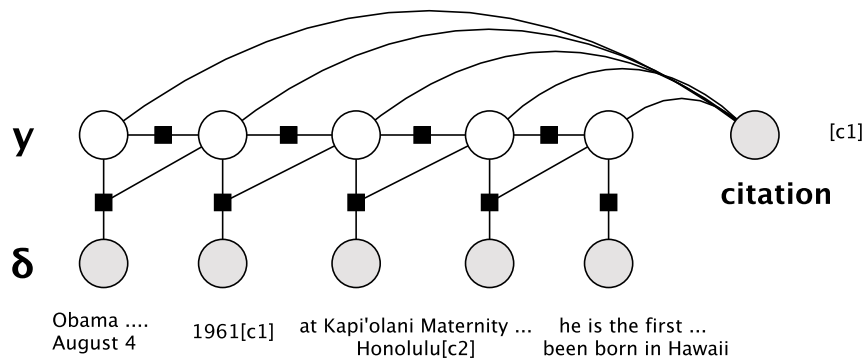 y
[c1]
citation
δ
Obama ....
August 4
1961[c1]
at Kapi'olani Maternity ...
Honolulu[c2]
he is the first ...
been born in Hawaii